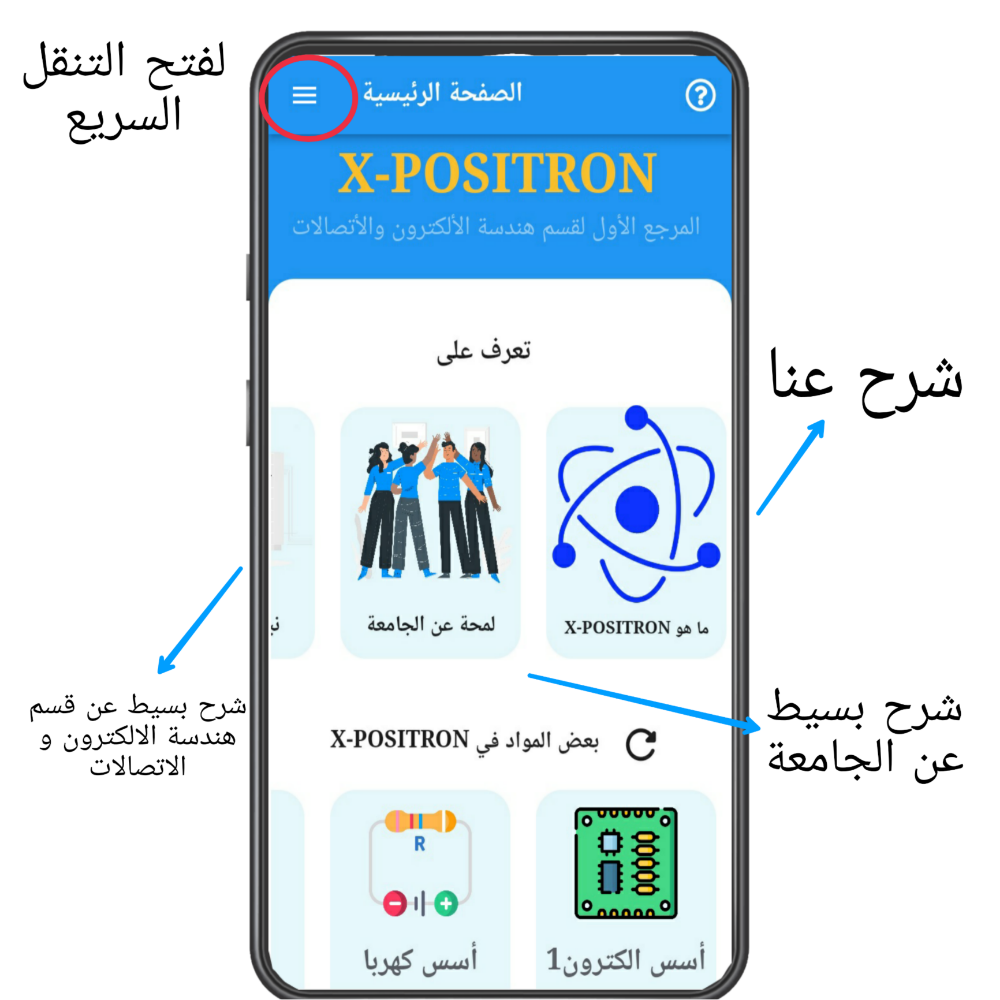 لفتح التنقل
السريع
الصفحة الرئيسية
X-POSITRON
المرجع الأول لقسم هندسة الألكترون والأتصالات
تعرف على
شرح عنا
ما هو X-POSITRON
لمحة عن الجامعة
شرح بسيط
عن الجامعة
شرح بسيط عن قسم
هندسة الالكترون و
الاتصالات
بعض المواد في X-POSITRON
R
أسس الكترون1
أسس كهربا